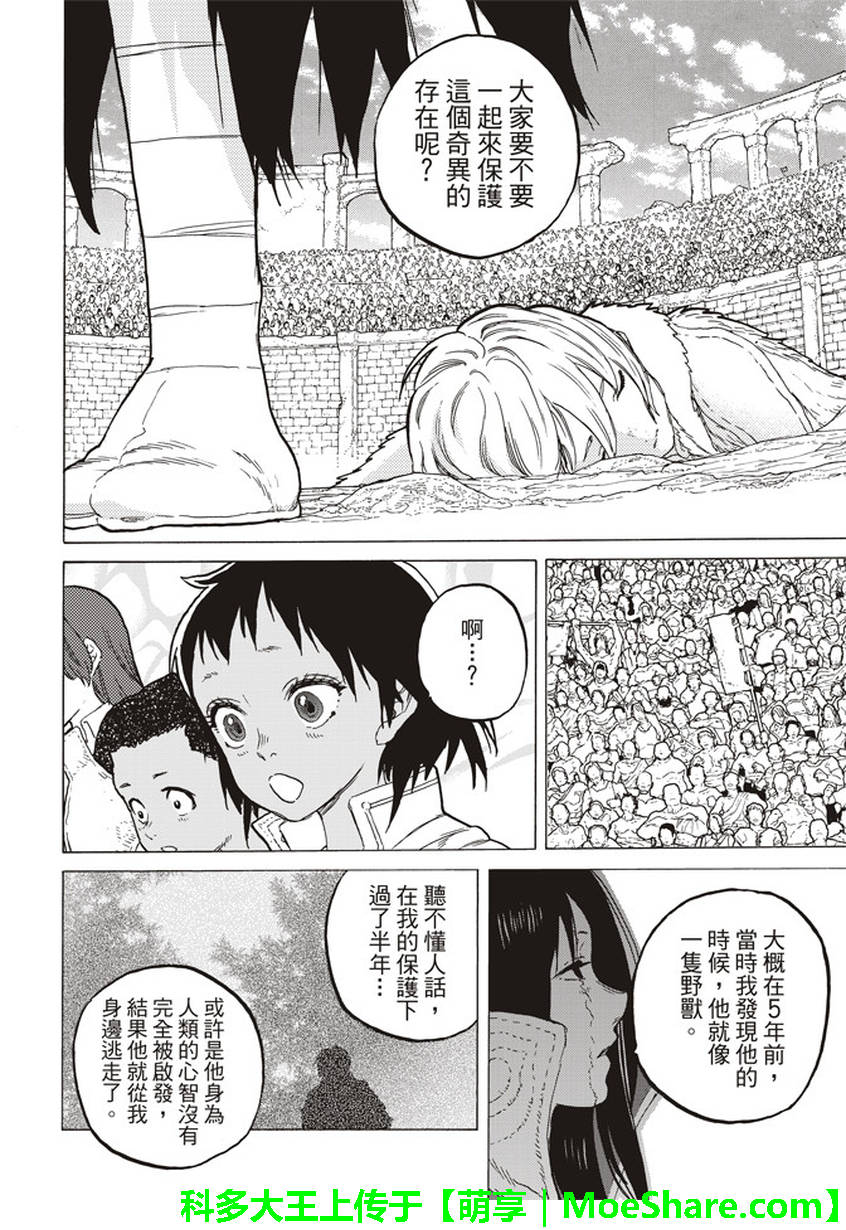 大家要不要
一起來保護
這個奇異的
存在呢？
啊…？
大概在5年前，
當時我發現他的
時候，他就像
一隻野獸。
聽不懂人話，
在我的保護下
過了半年…
或許是他身為
人類的心智沒有
完全被啟發，
結果他就從我
身邊逃走了。
科多大王上传于【萌享｜MoeShare.com】